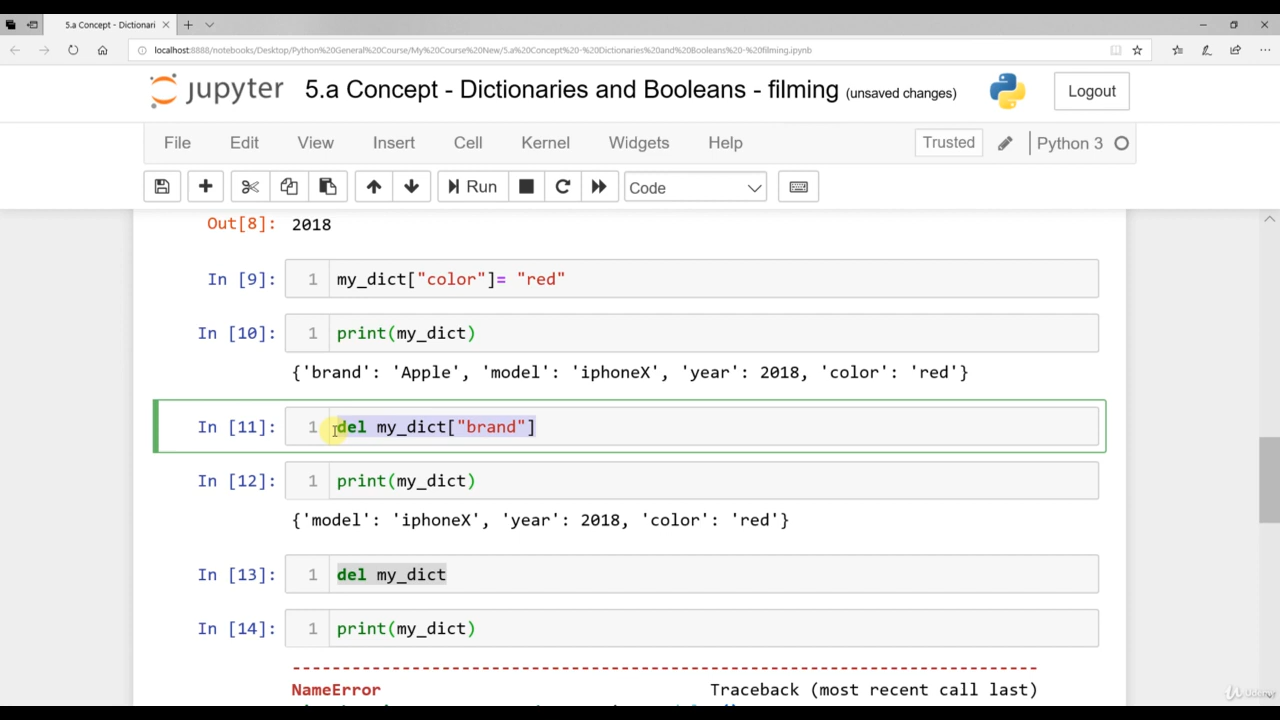 5.a Concept - Dictionari
localhost:8888/notebooks/Desktop/Python%20General%20Course/My%20Course%20New/5.a%20Concept%20-%20Dictionaries%20and%20Booleans%20-%20filming.ipynb
jupyter 5.a Concept - Dictionaries and Booleans - filming (unsaved changes) Logout
File Edit View Insert Cell Kernel Widgets Help Trusted Python 3
Run Code
Out[8]: 2018
In [9]: 1 my_dict["color"]= "red"
In [10]: 1 print(my_dict)
{'brand': 'Apple', 'model': 'iphoneX', 'year': 2018, 'color': 'red'}
In [11]: 1 del my_dict["brand"]
In [12]: 1 print(my_dict)
{'model': 'iphoneX', 'year': 2018, 'color': 'red'}
In [13]: 1 del my_dict
In [14]: 1 print(my_dict)
---------------------------------------------------------------------------
NameError Traceback (most recent call last)
Udemy